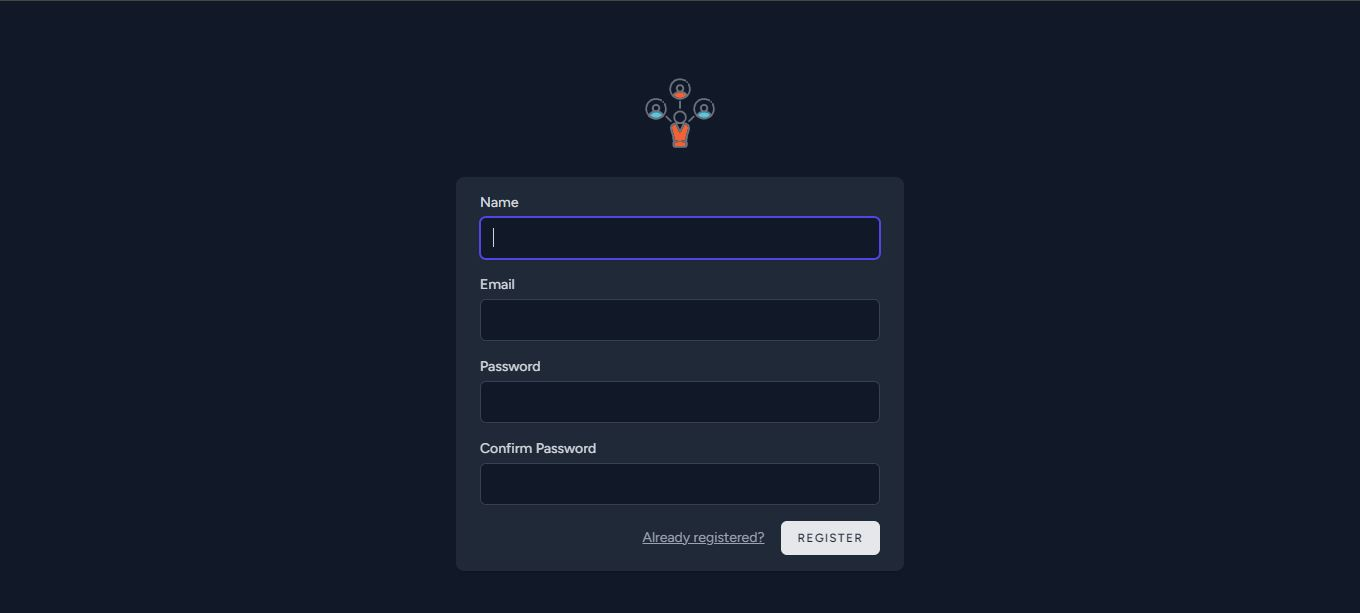 Name
Email
Password
Confirm Password
Already registered? REGISTER